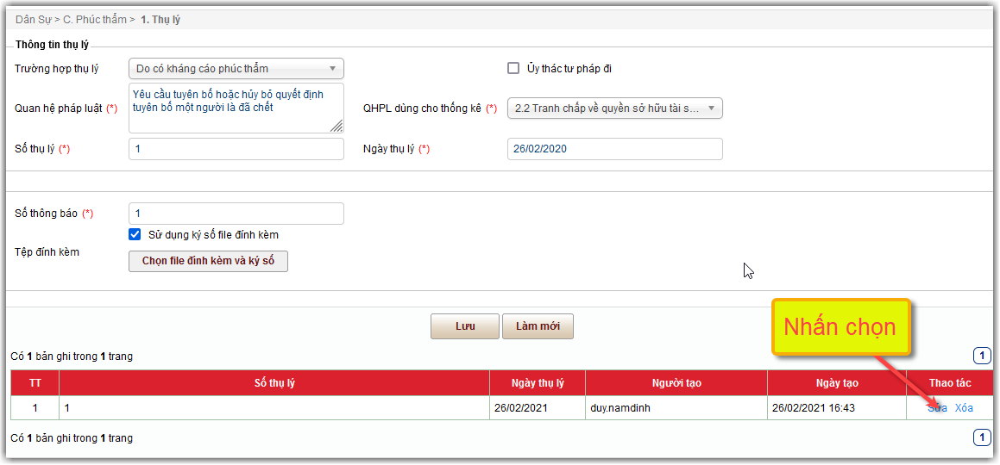 Dân Sự > C. Phúc thẩm > 1. Thụ lý
Thông tin thụ lý
Trường hợp thụ lý Do có kháng cáo phúc thẩm Ủy thác tư pháp đi
Quan hệ pháp luật (*) Yêu cầu tuyên bố hoặc hủy bỏ quyết định
tuyên bố một người là đã chết
QHPL dùng cho thống kê (*) 2.2 Tranh chấp về quyền sở hữu tài s...
Số thụ lý (*) 1 Ngày thụ lý (*) 26/02/2020
Số thông báo (*) 1
Sử dụng ký số file đính kèm
Tệp đính kèm
Chọn file đính kèm và ký số
Nhấn chọn
Lưu Làm mới
Có 1 bản ghi trong 1 trang 1
TT Số thụ lý Ngày thụ lý Người tạo Ngày tạo Thao tác
1 1 26/02/2021 duy.namdinh 26/02/2021 16:43 Sửa Xóa
Có 1 bản ghi trong 1 trang 1